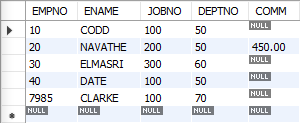 EMPNO ENAME JOBNO DEPTNO COMM
10 CODD 100 50 NULL
20 NAVATHE 200 50 450.00
30 ELMASRI 300 60 NULL
40 DATE 100 50 NULL
7985 CLARKE 100 70 NULL
NULL NULL NULL NULL NULL